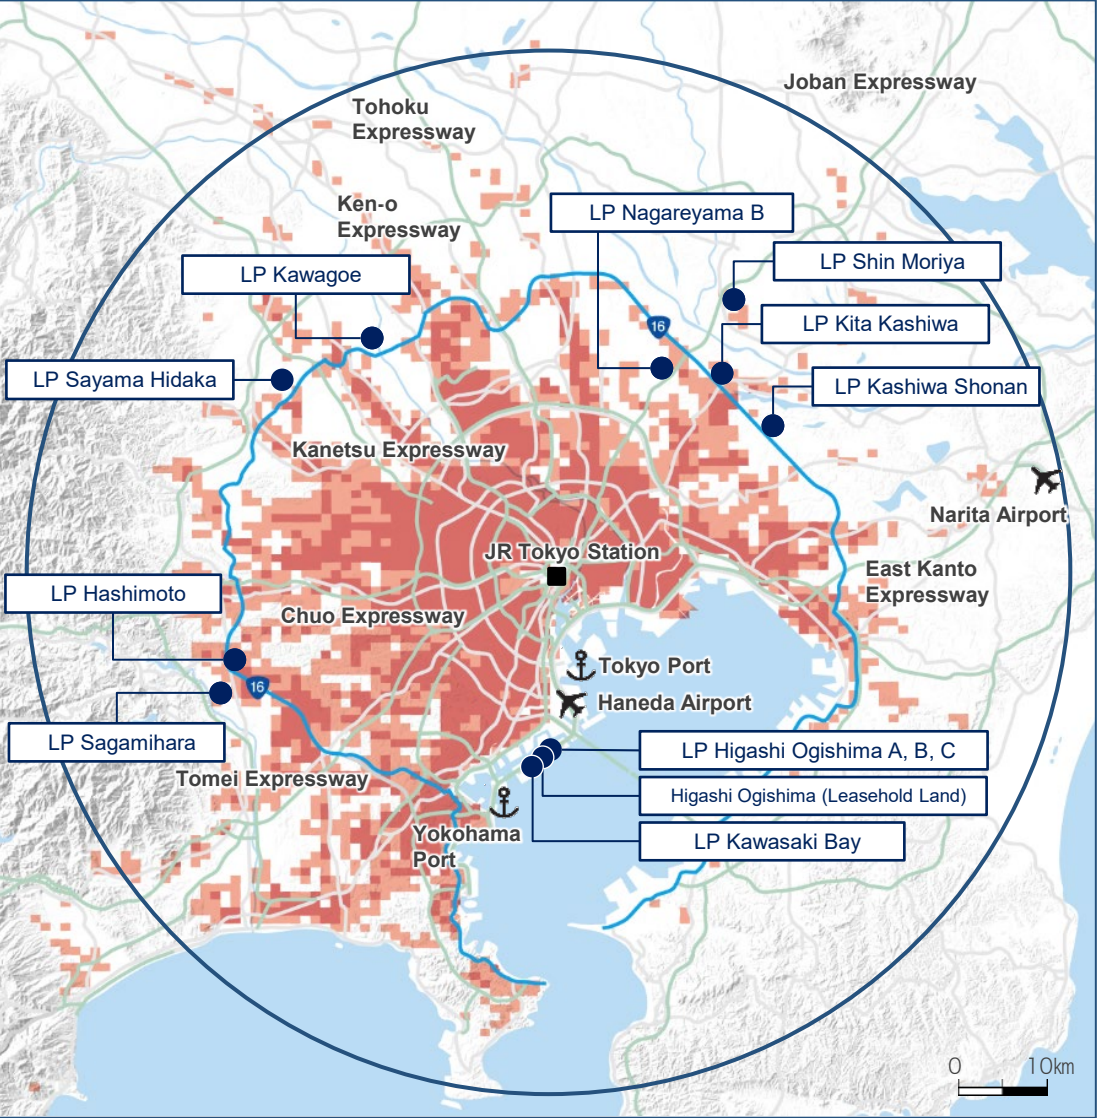 Joban Expressway
Tohoku
Expressway
Ken-o
Expressway
LP Nagareyama B
LP Shin Moriya
LP Kawagoe
LP Kita Kashiwa
16
LP Sayama Hidaka
LP Kashiwa Shonan
Kanetsu Expressway
Narita Airport
JR Tokyo Station
East Kanto
Expressway
LP Hashimoto
Chuo Expressway
Tokyo Port
16
Haneda Airport
LP Sagamihara
LP Higashi Ogishima A, B, C
Tomei Expressway
Higashi Ogishima (Leasehold Land)
Yokohama
Port
LP Kawasaki Bay
0 10km